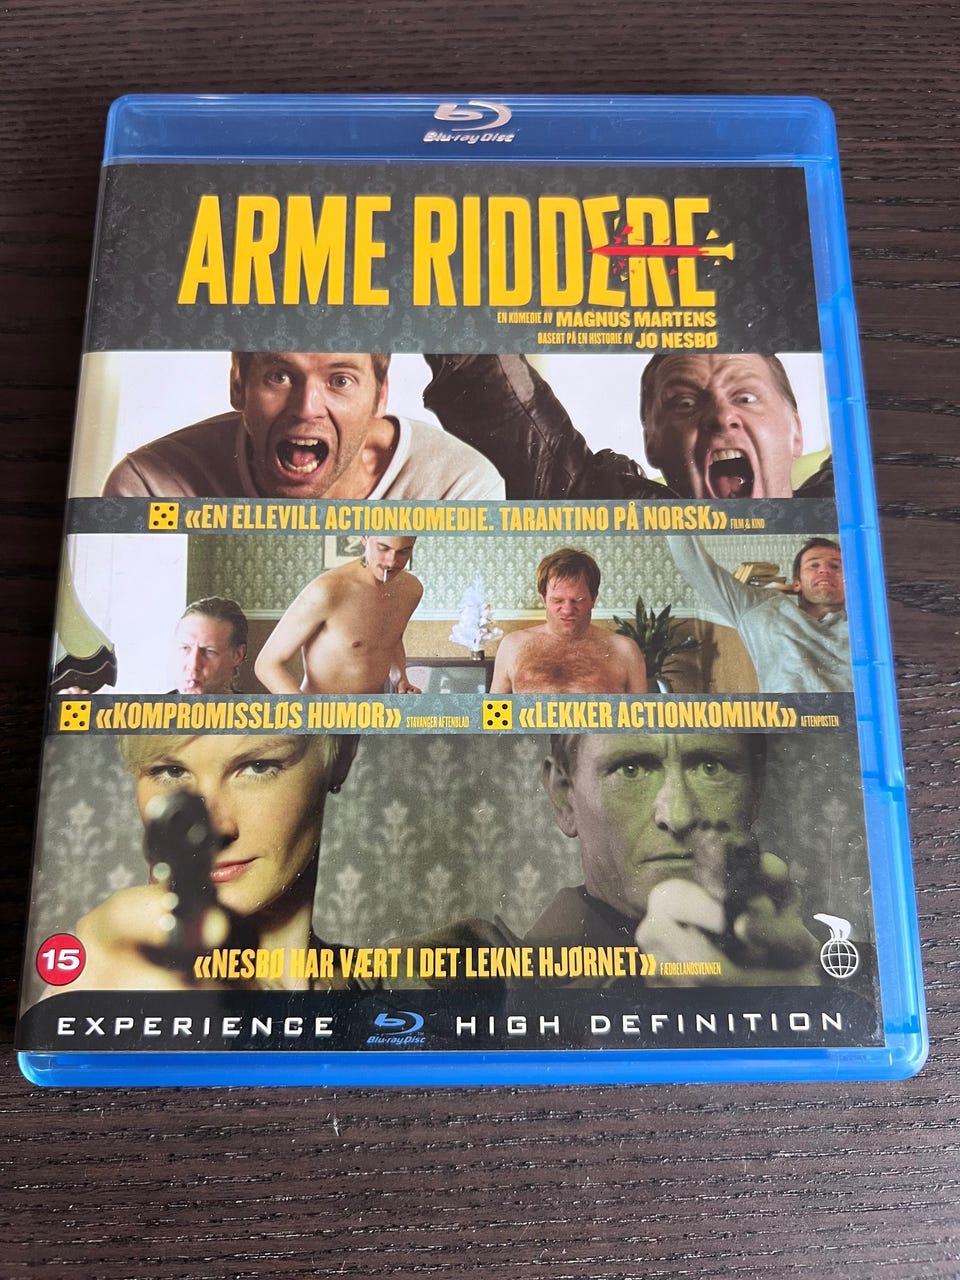 Blu-ray Disc
ARME RIDDERE
EN KOMEDIE AV MAGNUS MARTENS
BASERT PÅ EN HISTORIE AV JO NESBØ
«EN ELLEVILL ACTIONKOMEDIE. TARANTINO PÅ NORSK» FILM & KINO
«KOMPROMISSLØS HUMOR» STAVANGER AFTENBLAD
«LEKKER ACTIONKOMIKK» AFTENPOSTEN
«NESBØ HAR VÆRT I DET LEKNE HJØRNET» FÆDRELANDSVENNEN
15
EXPERIENCE Blu-ray Disc HIGH DEFINITION